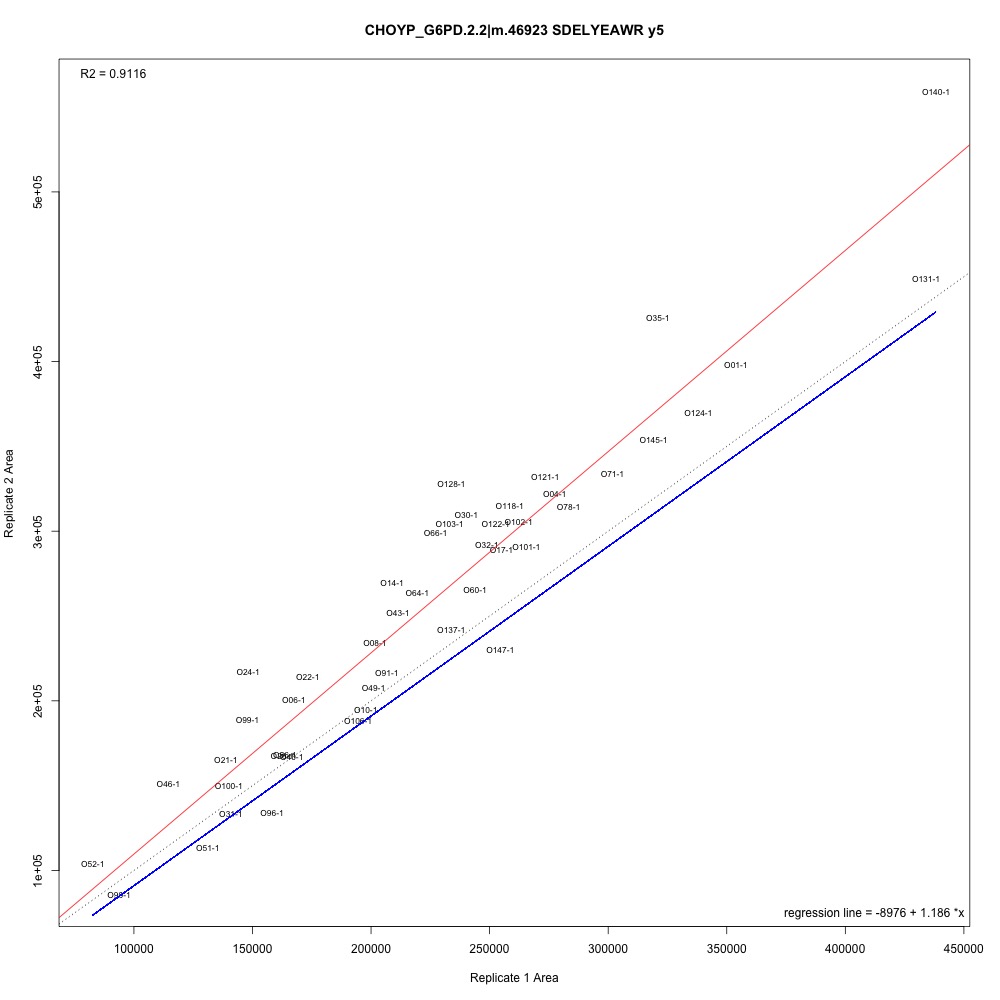 CHOYP_G6PD.2.2|m.46923 SDELYEAWR y5
R2 = 0.9116
O140-1
5e+05
O131-1
O35-1
4e+05
O01-1
O124-1
O145-1
O71-1
O121-1
O128-1
O04-1
O118-1
O78-1
O30-1
O102-1
O103-1
O122-1
3e+05
O66-1
O32-1
O101-1
O17-1
O14-1
O60-1
O64-1
O43-1
O137-1
O08-1
O147-1
O24-1
O91-1
O22-1
O49-1
2e+05
O06-1
O10-1
O99-1
O106-1
O21-1
O46-1
O100-1
O31-1
O96-1
O51-1
1e+05
O52-1
regression line = -8976 + 1.186 *x
100000 150000 200000 250000 300000 350000 400000 450000
Replicate 1 Area
Replicate 2 Area